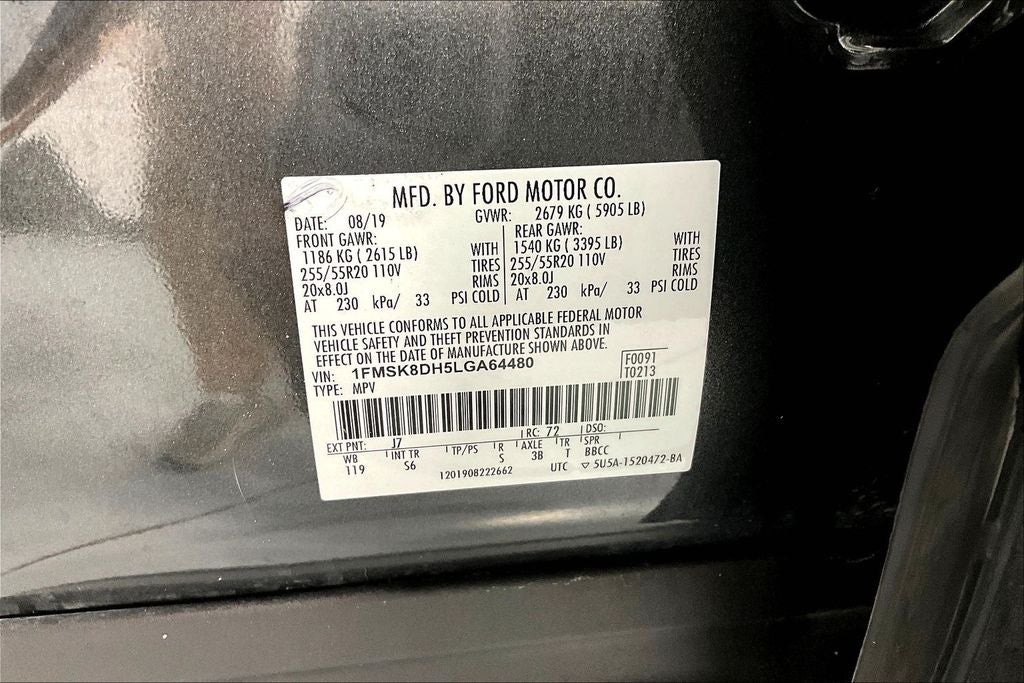 MFD. BY FORD MOTOR CO.
DATE: 08/19 GVWR: 2679 KG ( 5905 LB)
FRONT GAWR: REAR GAWR:
1186 KG ( 2615 LB) WITH 1540 KG ( 3395 LB) WITH
255/55R20 110V TIRES 255/55R20 110V TIRES
20x8.0J RIMS 20x8.0J RIMS
AT 230 kPa/ 33 PSI COLD AT 230 kPa/ 33 PSI COLD
THIS VEHICLE CONFORMS TO ALL APPLICABLE FEDERAL MOTOR
VEHICLE SAFETY AND THEFT PREVENTION STANDARDS IN
EFFECT ON THE DATE OF MANUFACTURE SHOWN ABOVE.
VIN: 1FMSK8DH5LGA64480 F0091
TYPE: MPV T0213
EXT PNT: J7 RC: 72 DSO:
WB INT TR TP/PS R AXLE TR SPR
119 S6 S 3B T BBCC
1201908222662 UTC ▽ 5U5A-1520472-BA